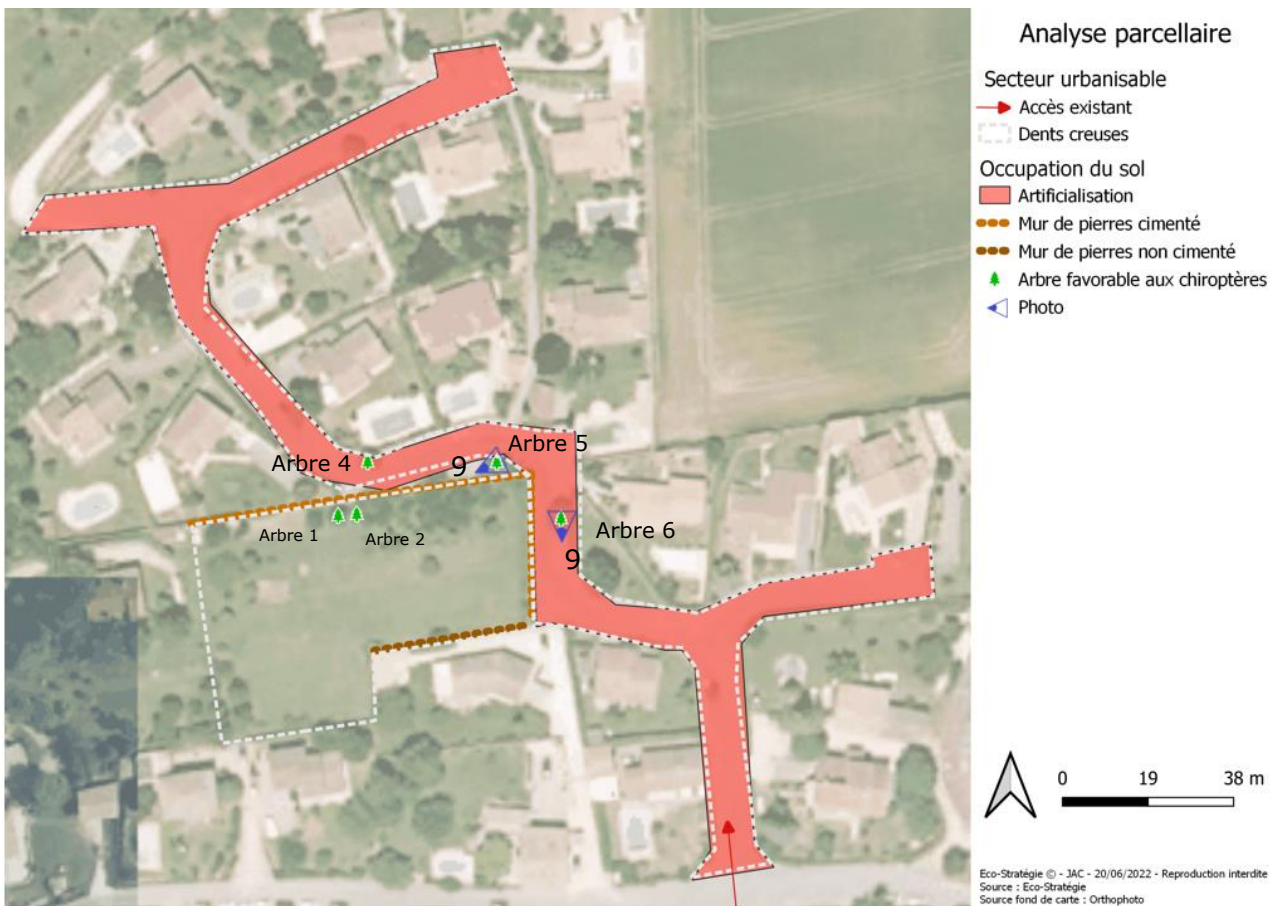 Analyse parcellaire
Secteur urbanisable
Accès existant
Dents creuses
Occupation du sol
Artificialisation
Mur de pierres cimenté
Mur de pierres non cimenté
Arbre favorable aux chiroptères
Photo
Arbre 5
Arbre 4
9
Arbre 6
Arbre 1
Arbre 2
9
0 19 38 m
Eco-Stratégie © - JAC - 20/06/2022 - Reproduction interdite
Source : Eco-Stratégie
Source fond de carte : Orthophoto